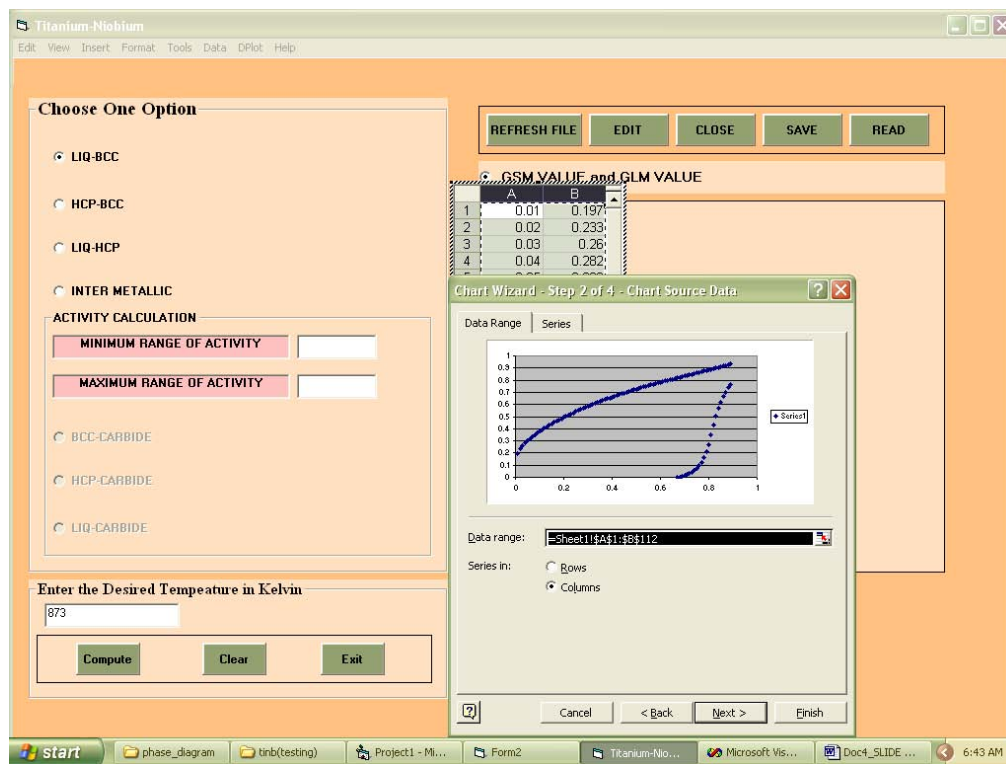 Titanium-Niobium
Edit View Insert Format Tools Data DPlot Help
Choose One Option
LIQ-BCC
HCP-BCC
LIQ-HCP
INTER METALLIC
ACTIVITY CALCULATION
MINIMUM RANGE OF ACTIVITY
MAXIMUM RANGE OF ACTIVITY
BCC-CARBIDE
HCP-CARBIDE
LIQ-CARBIDE
Enter the Desired Tempeature in Kelvin
873
Compute Clear Exit
REFRESH FILE EDIT CLOSE SAVE READ
GSM VALUE and GLM VALUE
A B
1 0.01 0.197
2 0.02 0.233
3 0.03 0.26
4 0.04 0.282
Chart Wizard - Step 2 of 4 - Chart Source Data
Data Range Series
1
0.9
0.8
0.7
0.6
0.5
0.4
0.3
0.2
0.1
0
0 0.2 0.4 0.6 0.8 1
Series1
Data range: =Sheet1!$A$1:$B$112
Series in: Rows
Columns
Cancel < Back Next > Finish
start phase_diagram tinb(testing) Project1 - Mi... Form2 Titanium-Nio... Microsoft Vis... Doc4_SLIDE ... 6:43 AM